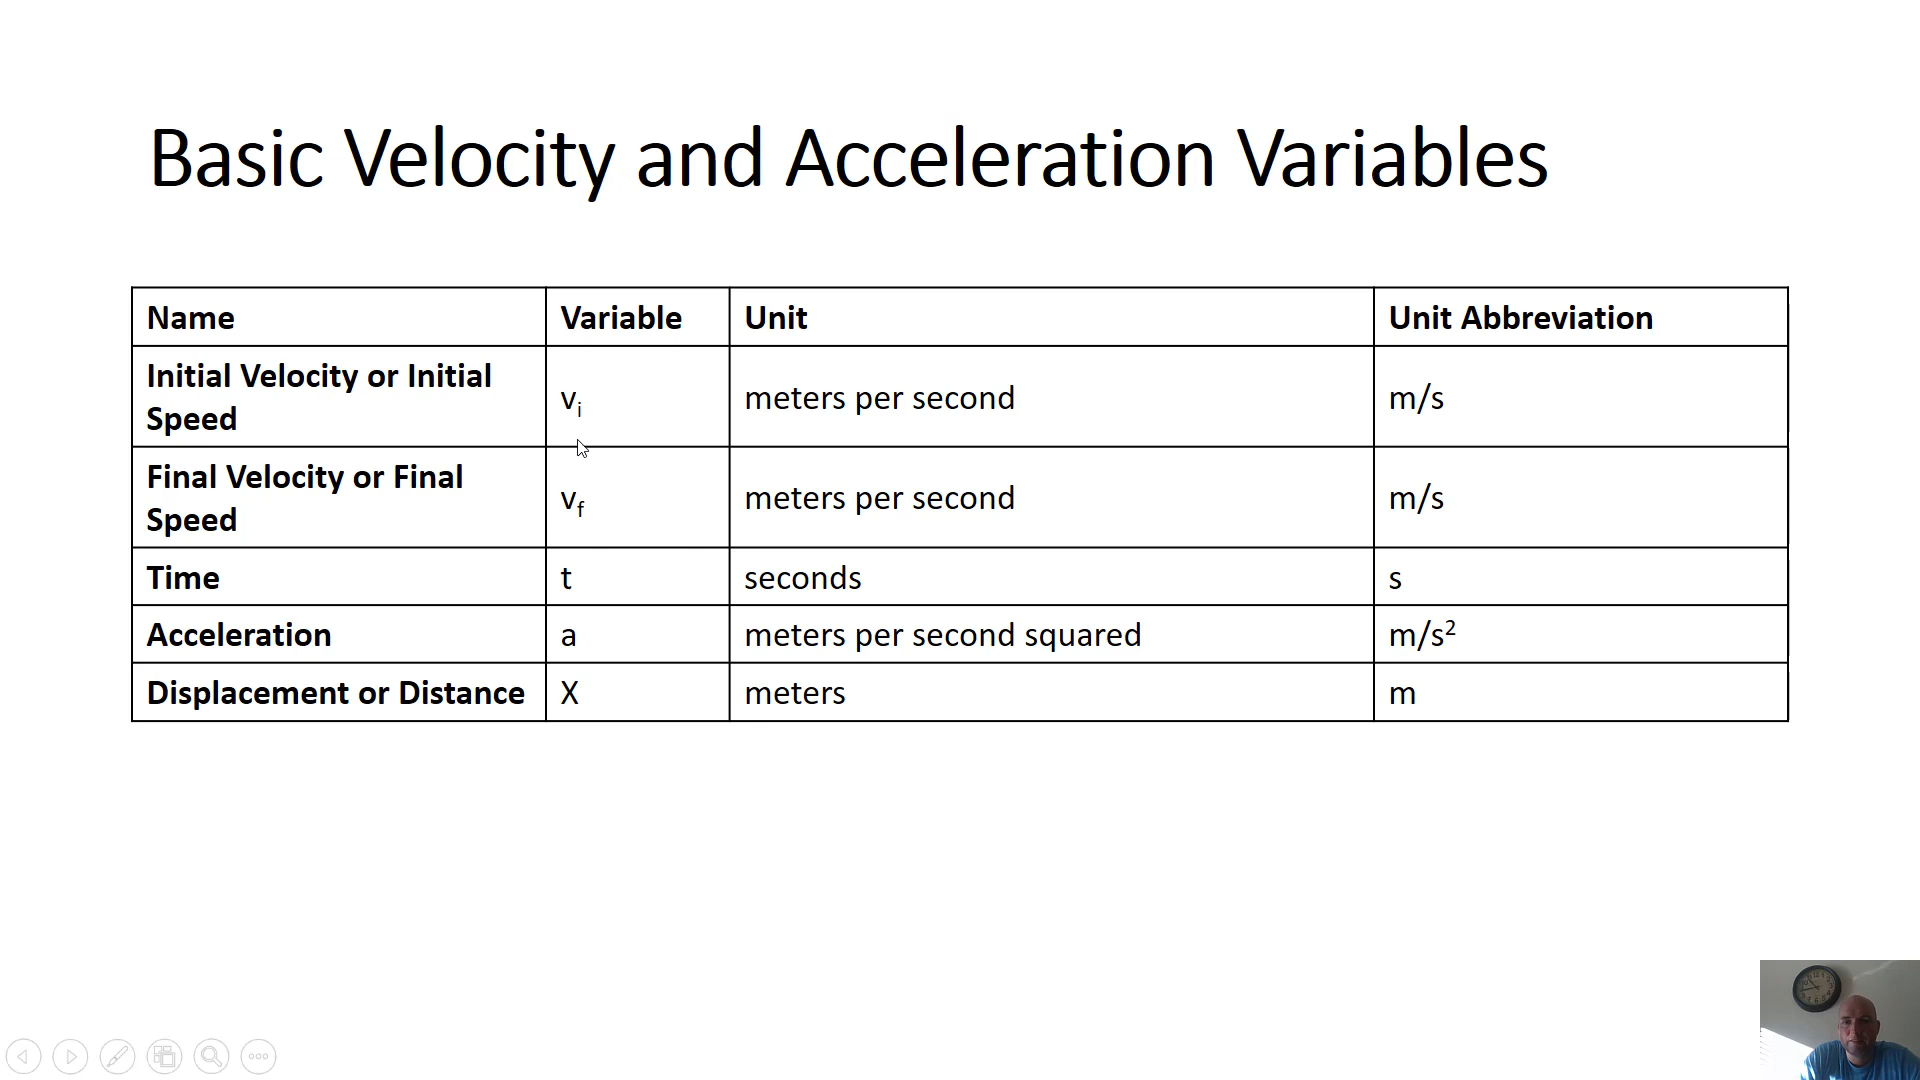 Basic Velocity and Acceleration Variables
Name Variable Unit Unit Abbreviation
Initial Velocity or Initial
Speed
vi meters per second m/s
Final Velocity or Final
Speed
vf meters per second m/s
Time t seconds s
Acceleration a meters per second squared m/s²
Displacement or Distance X meters m